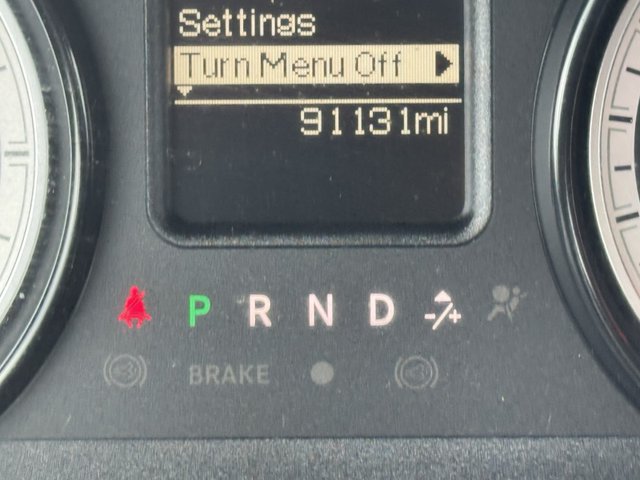 Settings
Turn Menu Off
91131mi
P R N D -/+
BRAKE